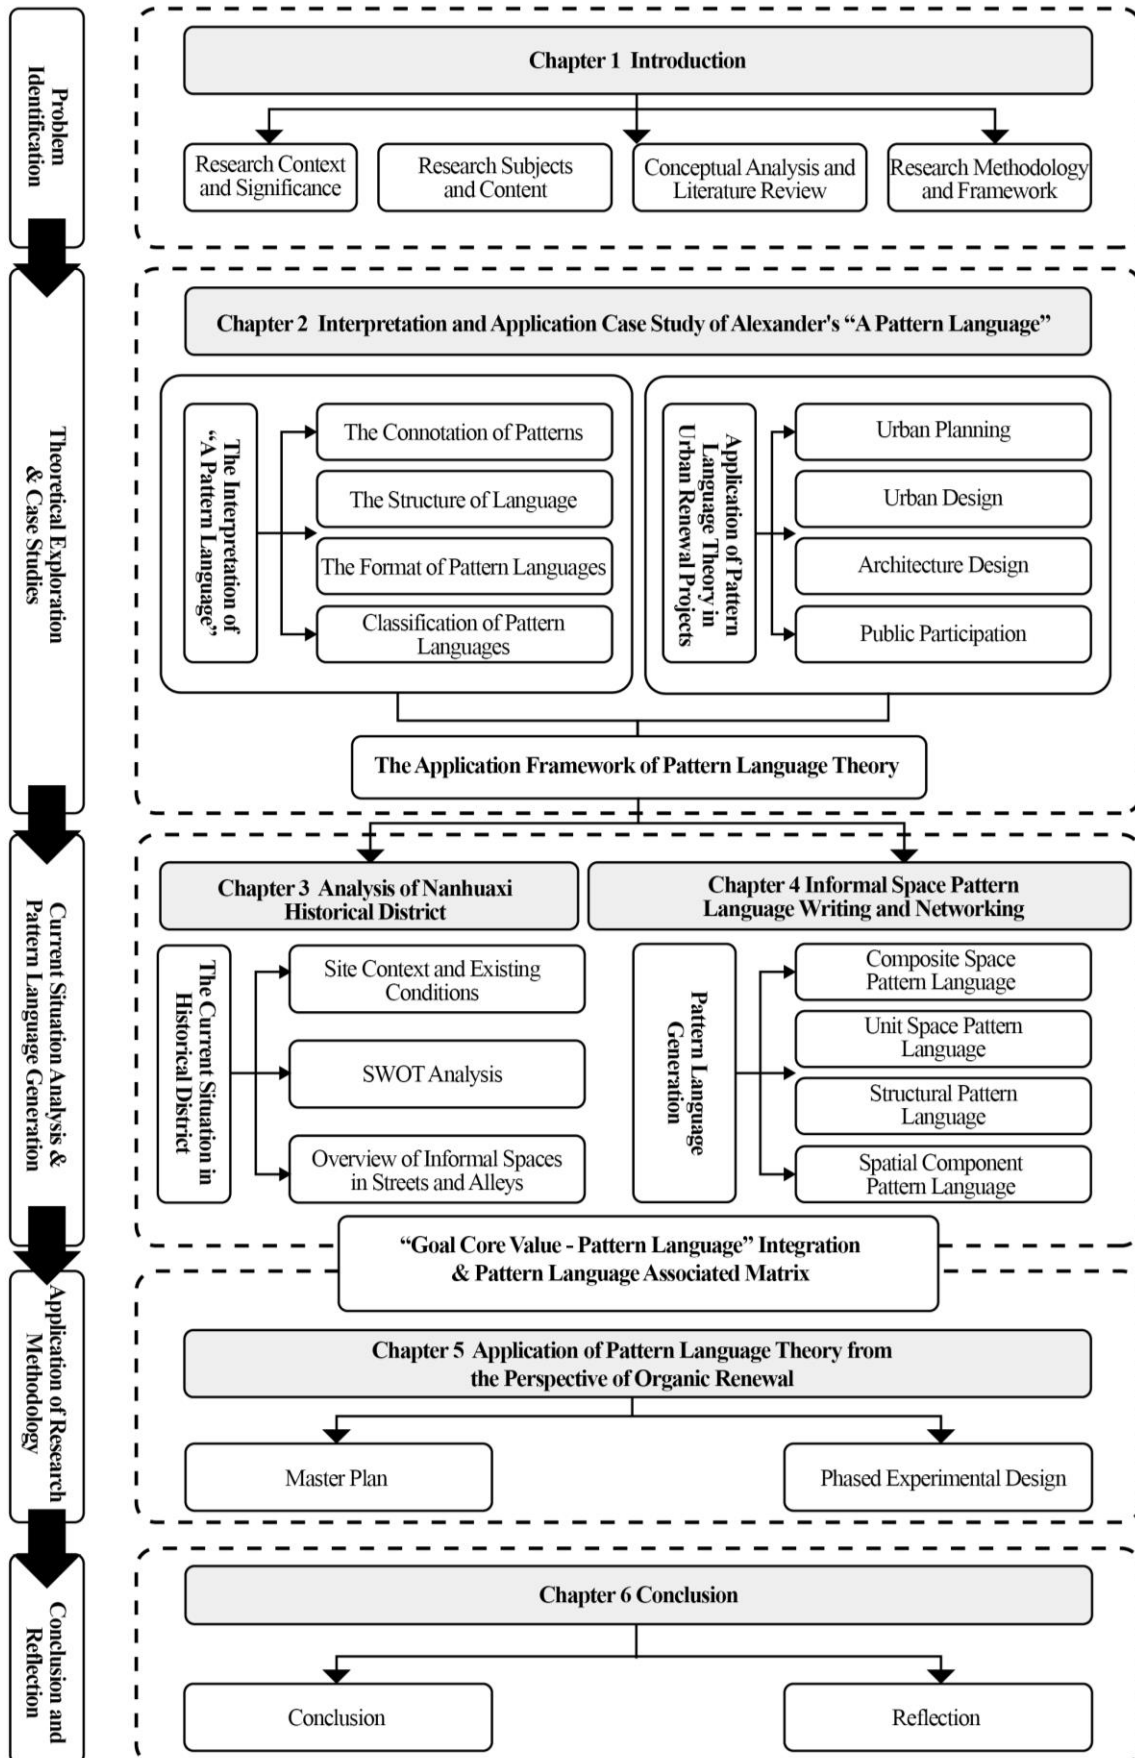 Problem
Identification
Chapter 1 Introduction
Research Context
and Significance
Research Subjects
and Content
Conceptual Analysis and
Literature Review
Research Methodology
and Framework
Theoretical Exploration
& Case Studies
Chapter 2 Interpretation and Application Case Study of Alexander's “A Pattern Language”
The Interpretation of
“A Pattern Language”
The Connotation of Patterns
The Structure of Language
The Format of Pattern Languages
Classification of Pattern
Languages
Application of Pattern
Language Theory in
Urban Renewal Projects
Urban Planning
Urban Design
Architecture Design
Public Participation
The Application Framework of Pattern Language Theory
Current Situation Analysis &
Pattern Language Generation
Chapter 3 Analysis of Nanhuaxi
Historical District
The Current Situation in
Historical District
Site Context and Existing
Conditions
SWOT Analysis
Overview of Informal Spaces
in Streets and Alleys
Chapter 4 Informal Space Pattern
Language Writing and Networking
Pattern Language
Generation
Composite Space
Pattern Language
Unit Space Pattern
Language
Structural Pattern
Language
Spatial Component
Pattern Language
“Goal Core Value - Pattern Language” Integration
& Pattern Language Associated Matrix
Application of Research
Methodology
Chapter 5 Application of Pattern Language Theory from
the Perspective of Organic Renewal
Master Plan
Phased Experimental Design
Conclusion and
Reflection
Chapter 6 Conclusion
Conclusion
Reflection